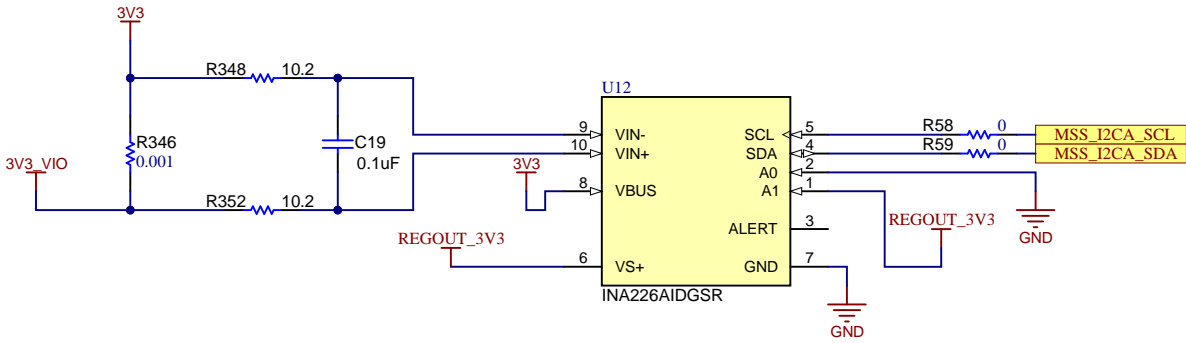 3V3
R348 10.2
U12
R346
0.001
C19
0.1uF
9 VIN-
10 VIN+
8 VBUS
6 VS+
SCL 5
SDA 4
A0 2
A1 1
ALERT 3
GND 7
R58 0 MSS_I2CA_SCL
R59 0 MSS_I2CA_SDA
3V3_VIO
3V3
R352 10.2
REGOUT_3V3
REGOUT_3V3
GND
INA226AIDGSR
GND